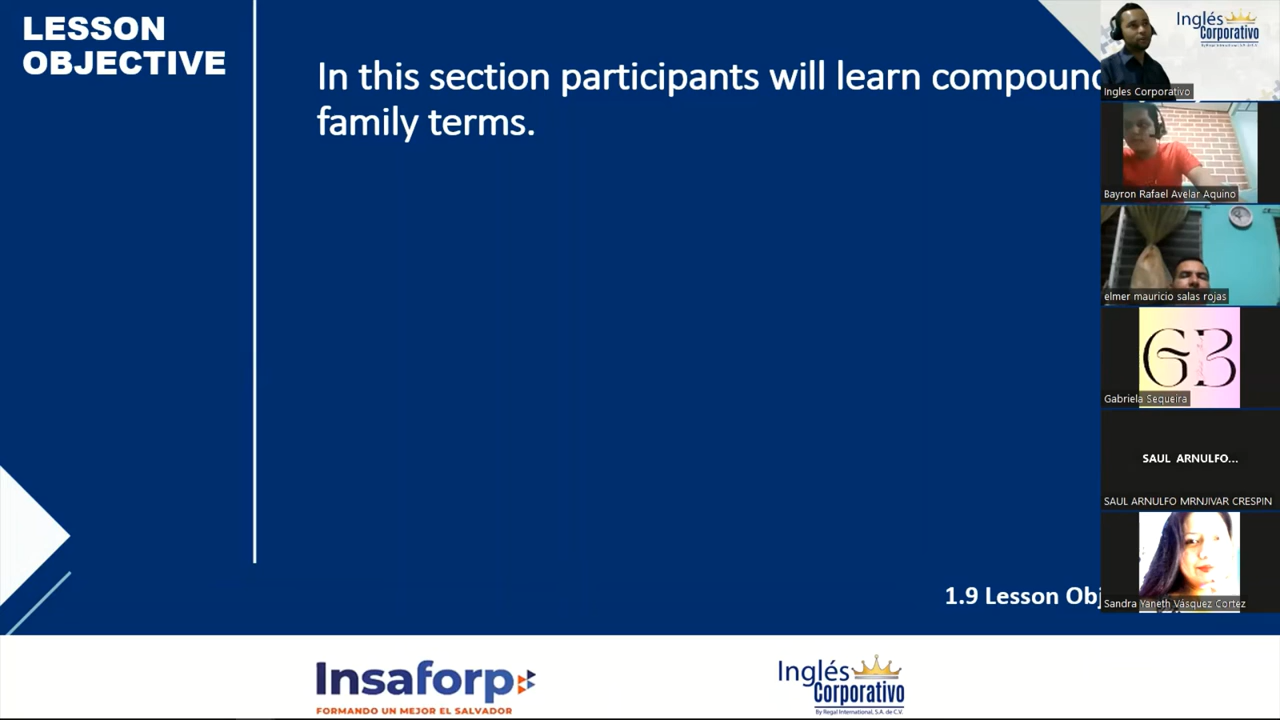 LESSON
OBJECTIVE
In this section participants will learn compound
family terms.
1.9 Lesson
Insaforp
FORMANDO UN MEJOR EL SALVADOR
Inglés
Corporativo
By Regal International, S.A. de C.V.
Inglés
Corporativo
Ingles Corporativo
Bayron Rafael Avelar Aquino
elmer mauricio salas rojas
GB
Gabriela Sequeira
SAUL ARNULFO...
SAUL ARNULFO MRNJIVAR CRESPIN
Sandra Yaneth Vásquez Cortez